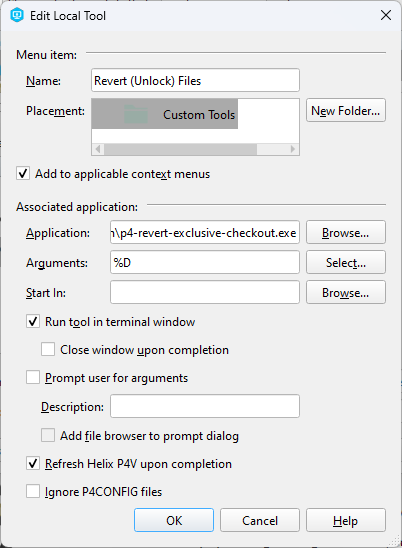 Edit Local Tool
Menu item:
Name: Revert (Unlock) Files
Placement: Custom Tools New Folder...
Add to applicable context menus
Associated application:
Application: n\p4-revert-exclusive-checkout.exe Browse...
Arguments: %D Select...
Start In: Browse...
Run tool in terminal window
Close window upon completion
Prompt user for arguments
Description:
Add file browser to prompt dialog
Refresh Helix P4V upon completion
Ignore P4CONFIG files
OK Cancel Help